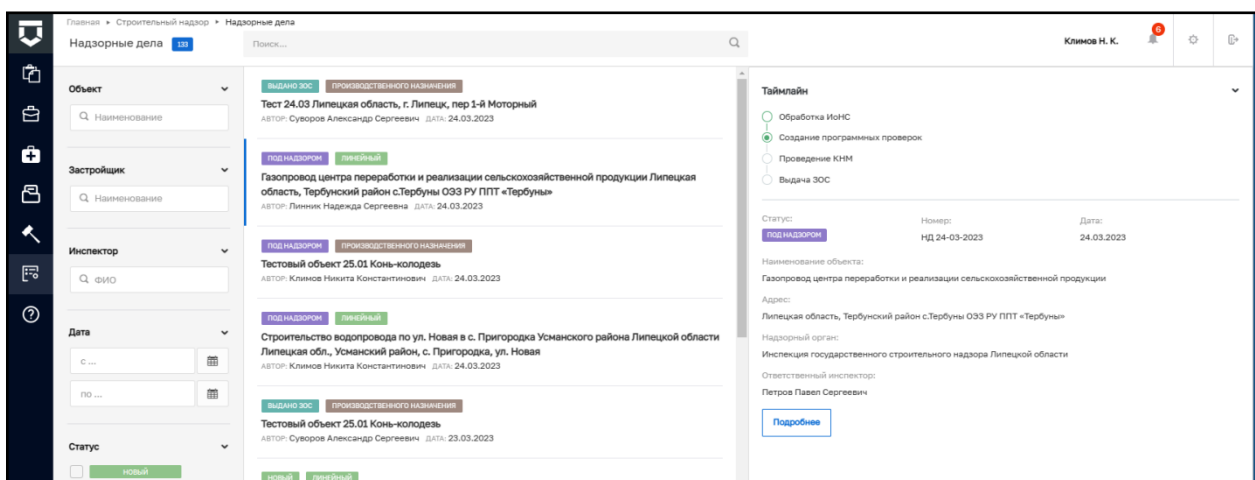 Главная ▸ Строительный надзор ▸ Надзорные дела
Надзорные дела 133
Поиск...
Климов Н. К.
6
Объект
Наименование
Застройщик
Наименование
Инспектор
ФИО
Дата
с ...
по ...
Статус
НОВЫЙ
ВЫДАНО ЗОС ПРОИЗВОДСТВЕННОГО НАЗНАЧЕНИЯ
Тест 24.03 Липецкая область, г. Липецк, пер 1-й Моторный
АВТОР: Суворов Александр Сергеевич ДАТА: 24.03.2023
ПОД НАДЗОРОМ ЛИНЕЙНЫЙ
Газопровод центра переработки и реализации сельскохозяйственной продукции Липецкая
область, Тербунский район с.Тербуны ОЭЗ РУ ППТ «Тербуны»
АВТОР: Линник Надежда Сергеевна ДАТА: 24.03.2023
ПОД НАДЗОРОМ ПРОИЗВОДСТВЕННОГО НАЗНАЧЕНИЯ
Тестовый объект 25.01 Конь-колодезь
АВТОР: Климов Никита Константинович ДАТА: 24.03.2023
ПОД НАДЗОРОМ ЛИНЕЙНЫЙ
Строительство водопровода по ул. Новая в с. Пригородка Усманского района Липецкой области
Липецкая обл., Усманский район, с. Пригородка, ул. Новая
АВТОР: Климов Никита Константинович ДАТА: 24.03.2023
ВЫДАНО ЗОС ПРОИЗВОДСТВЕННОГО НАЗНАЧЕНИЯ
Тестовый объект 25.01 Конь-колодезь
АВТОР: Суворов Александр Сергеевич ДАТА: 23.03.2023
НОВЫЙ ЛИНЕЙНЫЙ
Таймлайн
Обработка ИоНС
Создание программных проверок
Проведение КНМ
Выдача ЗОС
Статус: Номер: Дата:
ПОД НАДЗОРОМ НД 24-03-2023 24.03.2023
Наименование объекта:
Газопровод центра переработки и реализации сельскохозяйственной продукции
Адрес:
Липецкая область, Тербунский район с.Тербуны ОЭЗ РУ ППТ «Тербуны»
Надзорный орган:
Инспекция государственного строительного надзора Липецкой области
Ответственный инспектор:
Петров Павел Сергеевич
Подробнее